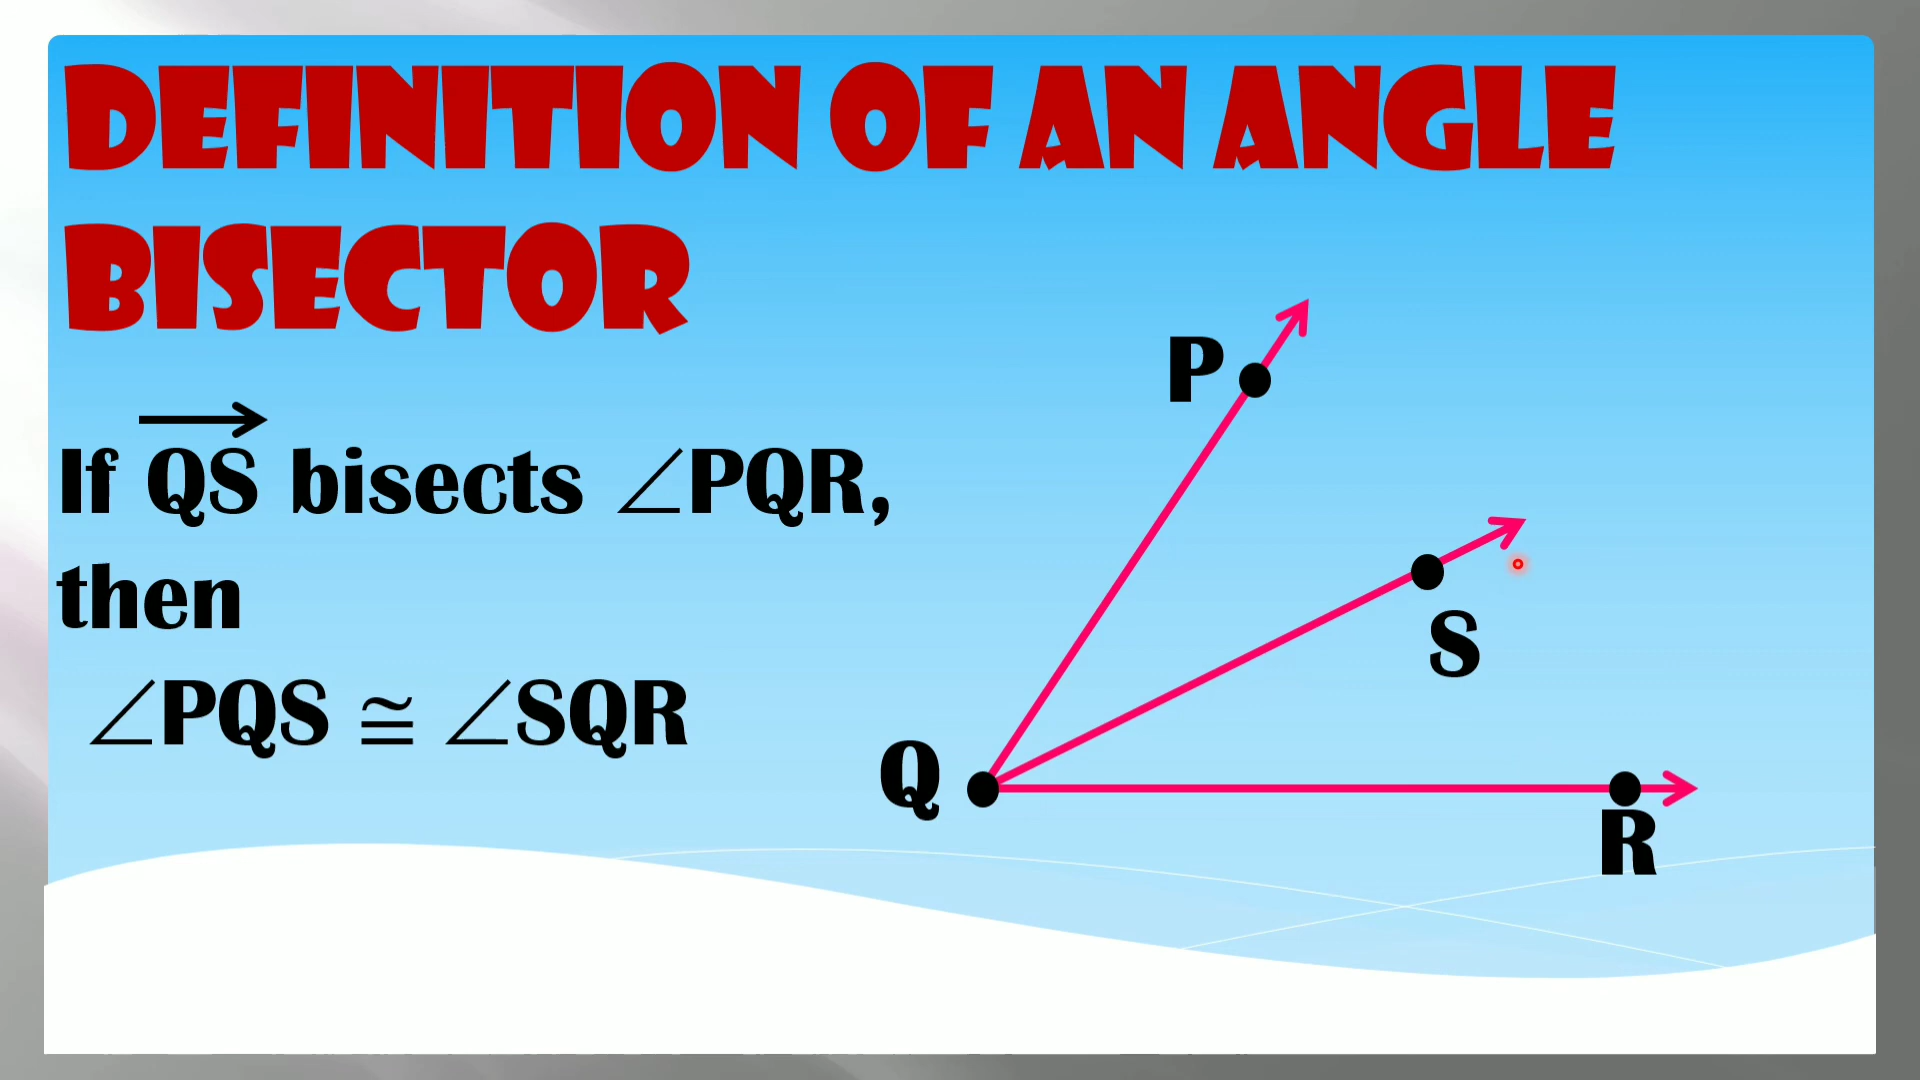 DEFINITION OF AN ANGLE
BISECTOR
If QS bisects ∠PQR,
then
∠PQS ≅ ∠SQR
P
S
Q
R